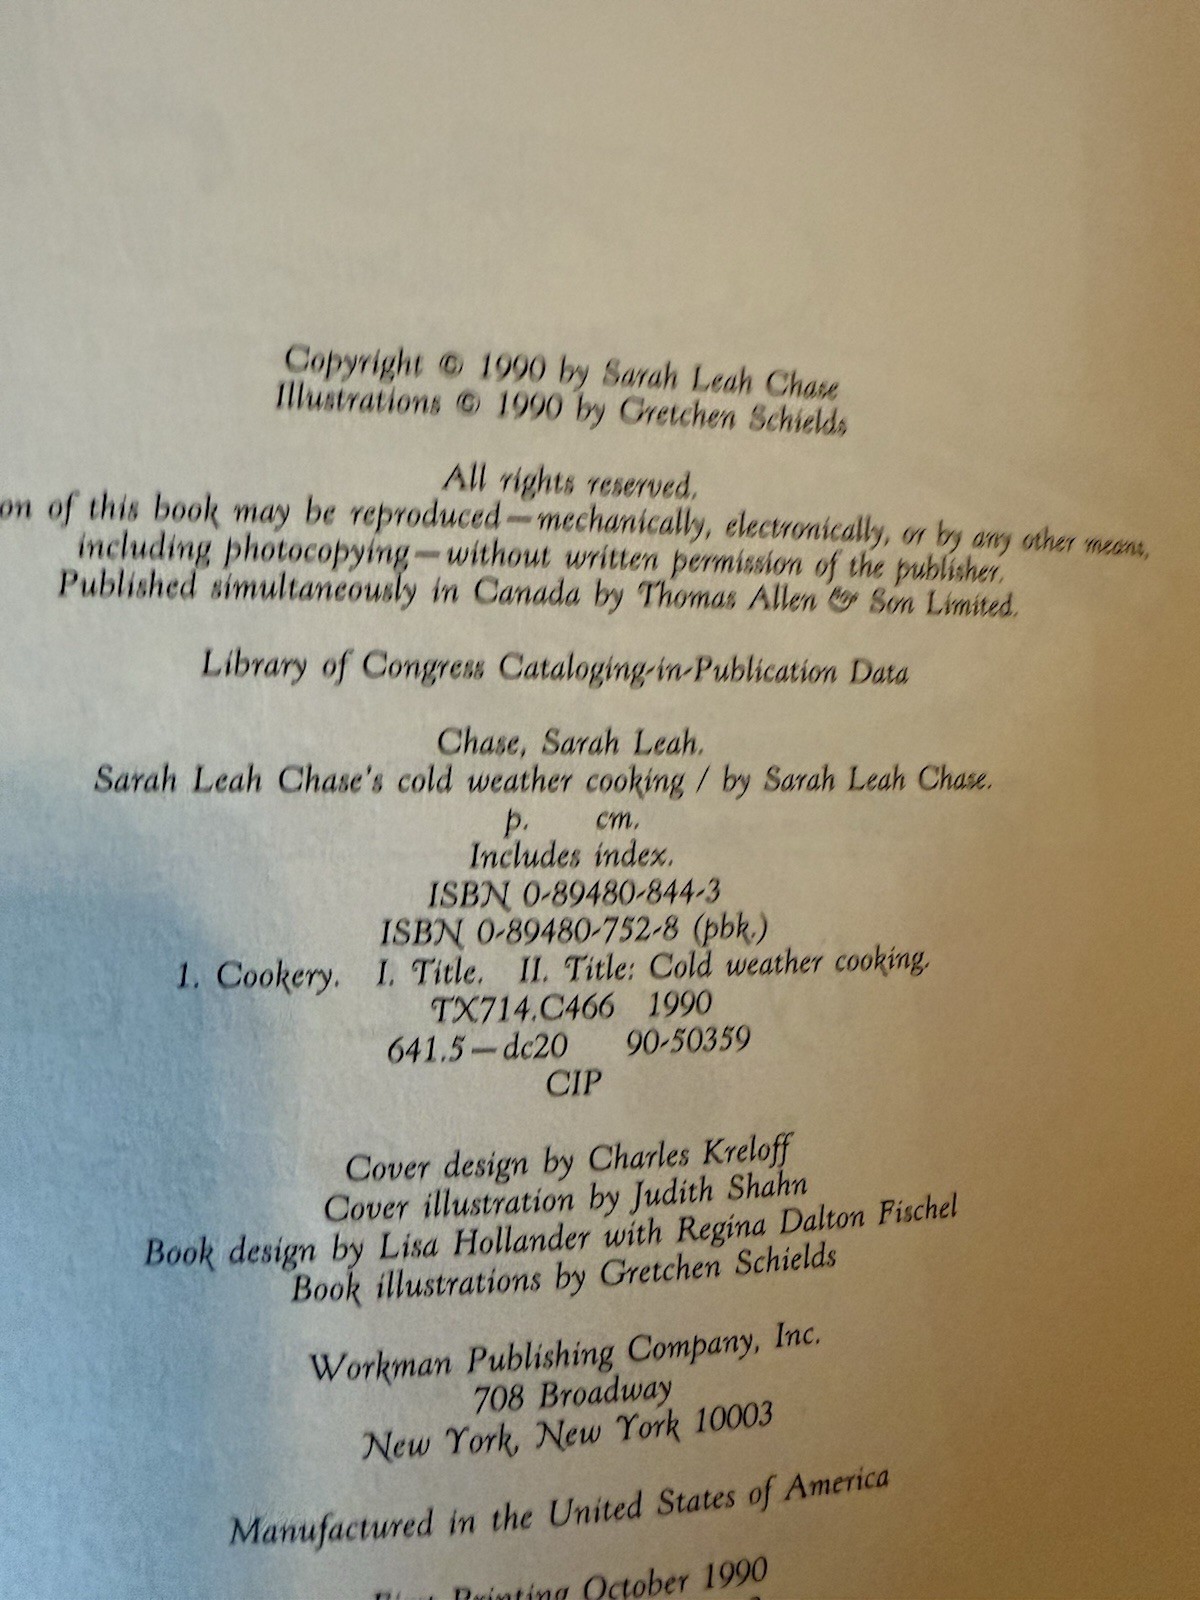 Copyright © 1990 by Sarah Leah Chase
Illustrations © 1990 by Gretchen Schields
All rights reserved.
on of this book may be reproduced—mechanically, electronically, or by any other means,
including photocopying—without written permission of the publisher.
Published simultaneously in Canada by Thomas Allen & Son Limited.
Library of Congress Cataloging-in-Publication Data
Chase, Sarah Leah.
Sarah Leah Chase's cold weather cooking / by Sarah Leah Chase.
p. cm.
Includes index.
ISBN 0-89480-844-3
ISBN 0-89480-752-8 (pbk.)
1. Cookery. I. Title. II. Title: Cold weather cooking.
TX714.C466 1990
641.5—dc20 90-50359
CIP
Cover design by Charles Kreloff
Cover illustration by Judith Shahn
Book design by Lisa Hollander with Regina Dalton Fischel
Book illustrations by Gretchen Schields
Workman Publishing Company, Inc.
708 Broadway
New York, New York 10003
Manufactured in the United States of America
First Printing October 1990